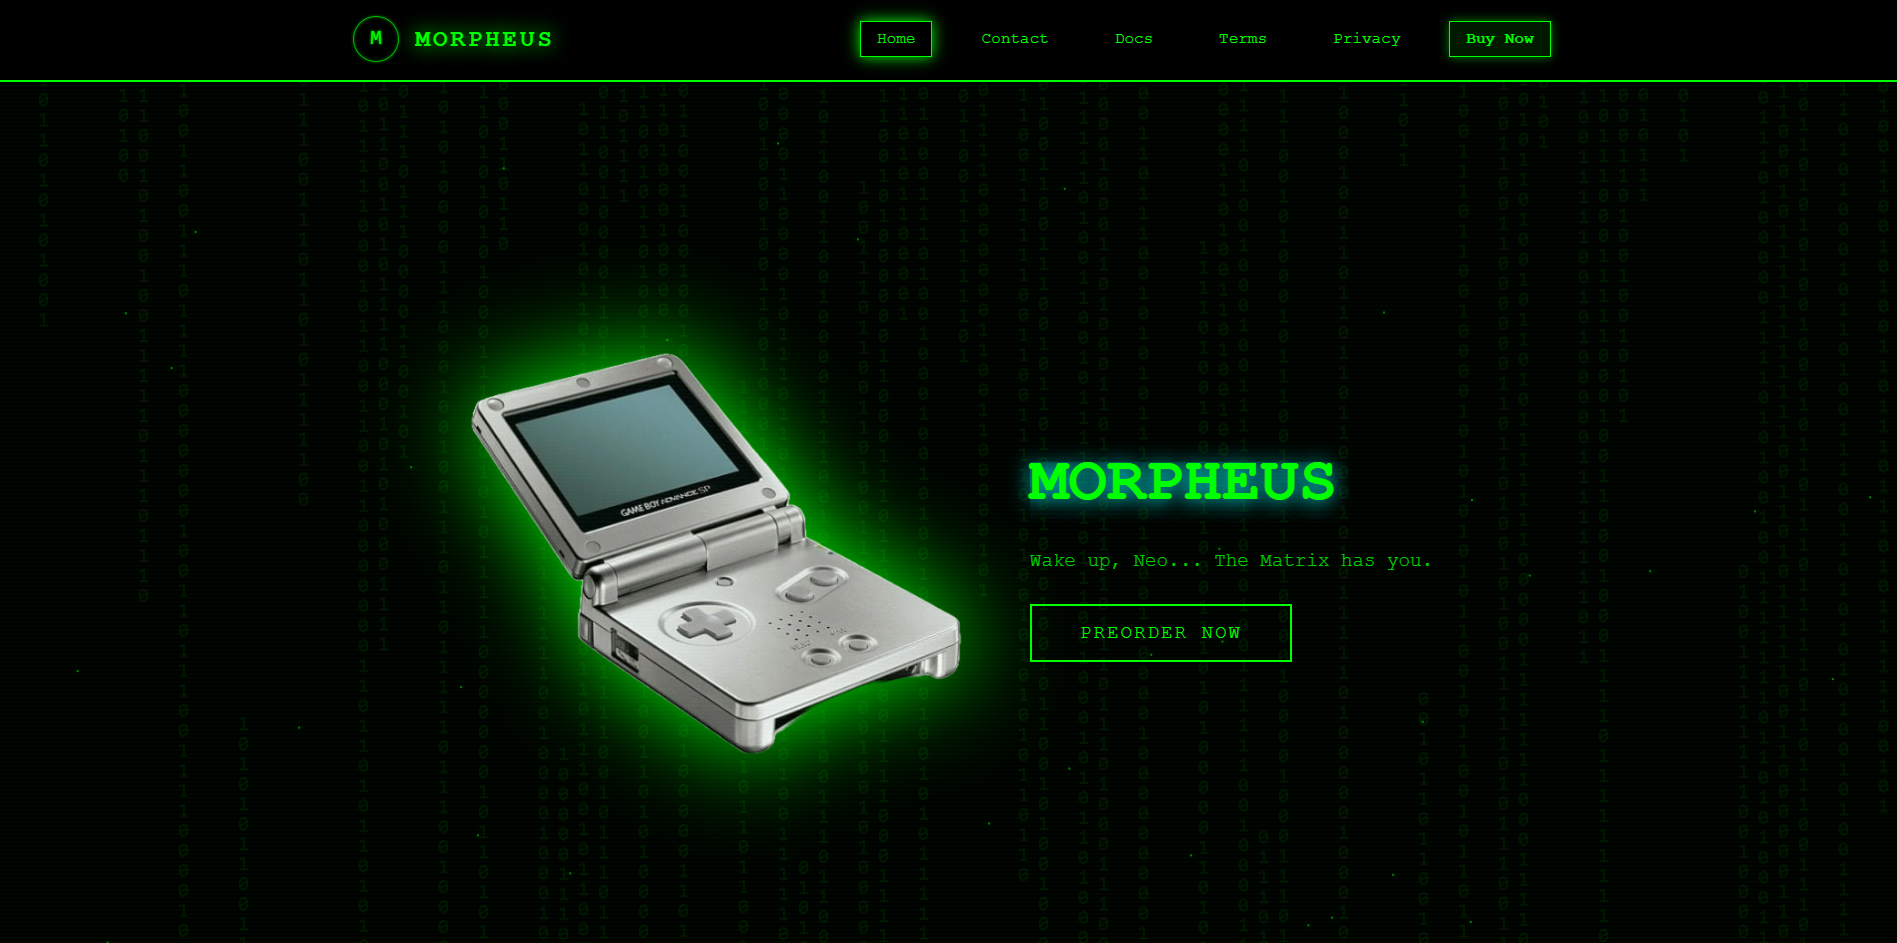 M MORPHEUS Home Contact Docs Terms Privacy Buy Now
GAME BOY ADVANCE SP
MORPHEUS
Wake up, Neo... The Matrix has you.
PREORDER NOW